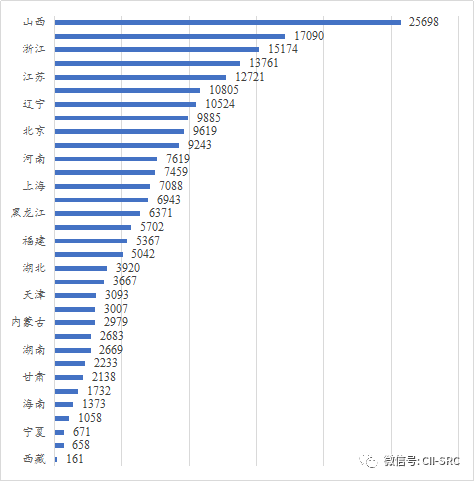 山西 25698
17090
浙江 15174
13761
江苏 12721
10805
辽宁 10524
9885
北京 9619
9243
河南 7619
7459
上海 7088
6943
黑龙江 6371
5702
福建 5367
5042
湖北 3920
3667
天津 3093
3007
内蒙古 2979
2683
湖南 2669
2233
甘肃 2138
1732
海南 1373
1058
宁夏 671
658
西藏 161
微信号: CII-SRC